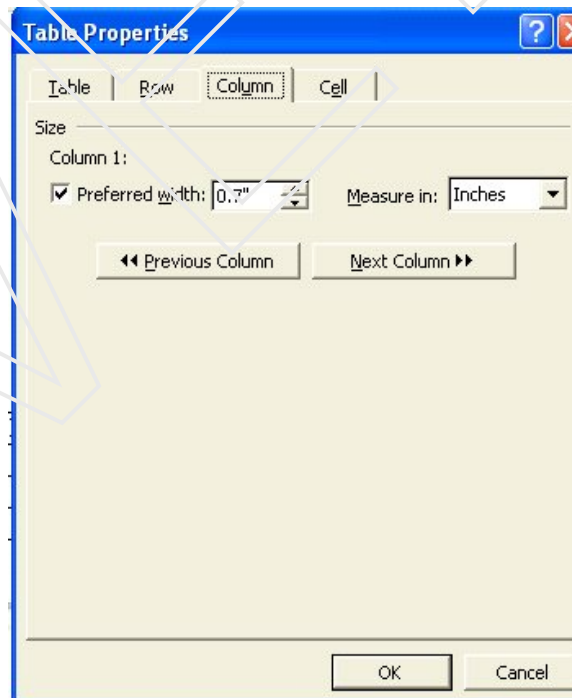 Table Properties
Table Row Column Cell
Size
Column 1:
Preferred width: 0.7" Measure in: Inches
Previous Column Next Column
OK Cancel